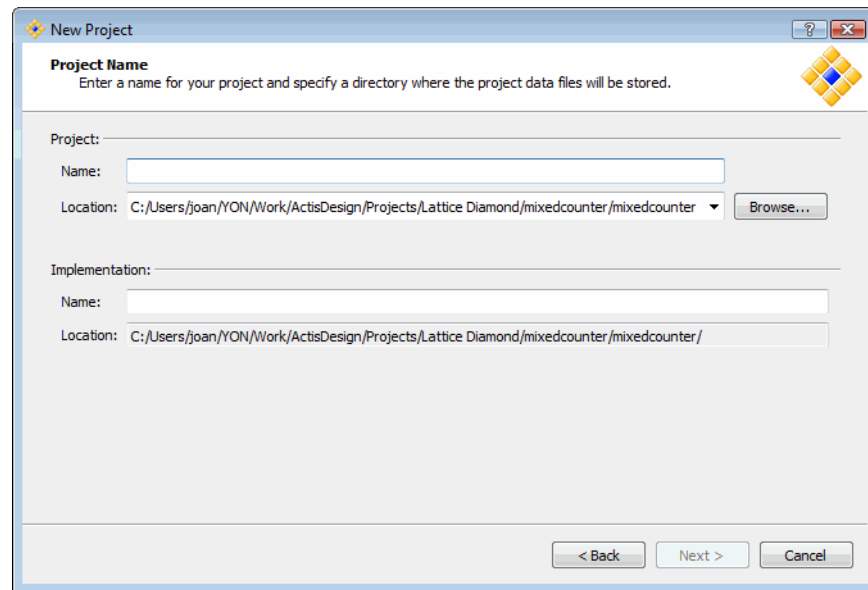 New Project
Project Name
Enter a name for your project and specify a directory where the project data files will be stored.
Project:
Name:
Location: C:/Users/joan/YON/Work/ActisDesign/Projects/Lattice Diamond/mixedcounter/mixedcounter Browse...
Implementation:
Name:
Location: C:/Users/joan/YON/Work/ActisDesign/Projects/Lattice Diamond/mixedcounter/mixedcounter/
< Back Next > Cancel